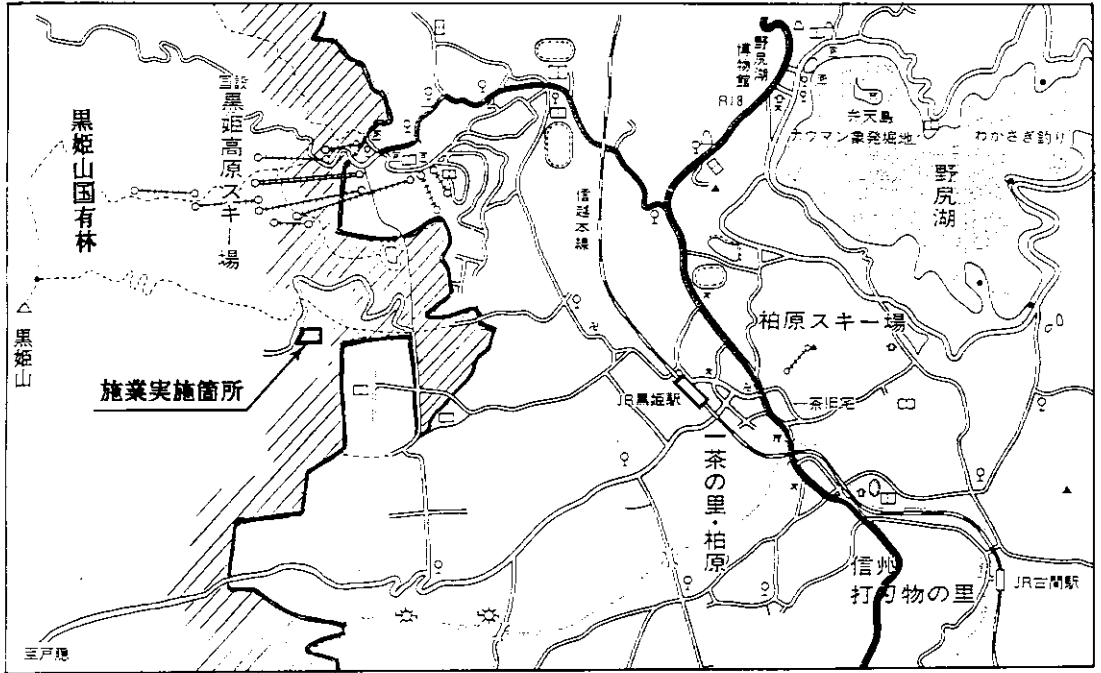 黒姫山国有林
国設
黒姫高原スキー場
黒姫山
施業実施箇所
至戸隠
信越本線
野尻湖
博物館
R18
弁天島
ナウマン象発掘地
わかさぎ釣り
野尻湖
柏原スキー場
JR黒姫駅
一茶旧宅
一茶の里・柏原
信州
打刃物の里
JR古間駅